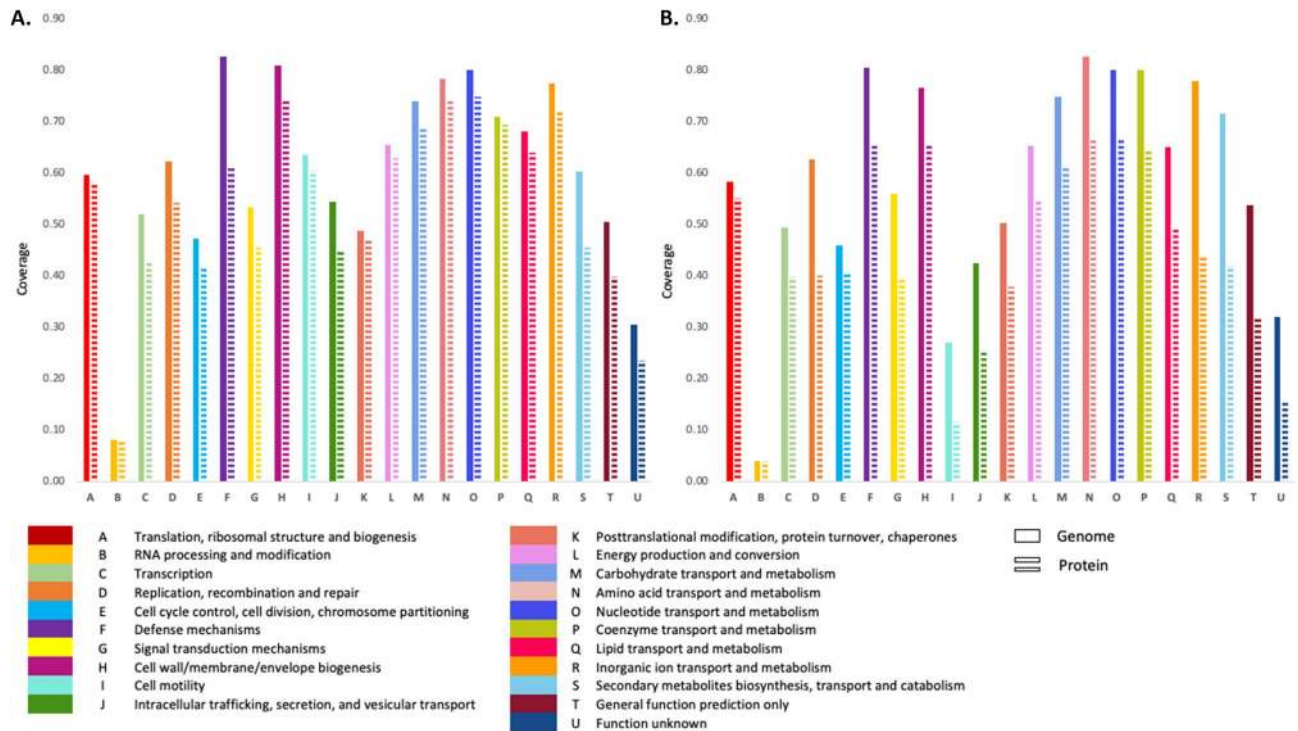 A.
0.90
0.80
0.70
0.60
0.50
0.40
0.30
0.20
0.10
0.00
Coverage
A B C D E F G H I J K L M N O P Q R S T U
B.
0.90
0.80
0.70
0.60
0.50
0.40
0.30
0.20
0.10
0.00
Coverage
A B C D E F G H I J K L M N O P Q R S T U
A Translation, ribosomal structure and biogenesis
B RNA processing and modification
C Transcription
D Replication, recombination and repair
E Cell cycle control, cell division, chromosome partitioning
F Defense mechanisms
G Signal transduction mechanisms
H Cell wall/membrane/envelope biogenesis
I Cell motility
J Intracellular trafficking, secretion, and vesicular transport
K Posttranslational modification, protein turnover, chaperones
L Energy production and conversion
M Carbohydrate transport and metabolism
N Amino acid transport and metabolism
O Nucleotide transport and metabolism
P Coenzyme transport and metabolism
Q Lipid transport and metabolism
R Inorganic ion transport and metabolism
S Secondary metabolites biosynthesis, transport and catabolism
T General function prediction only
U Function unknown
Genome
Protein